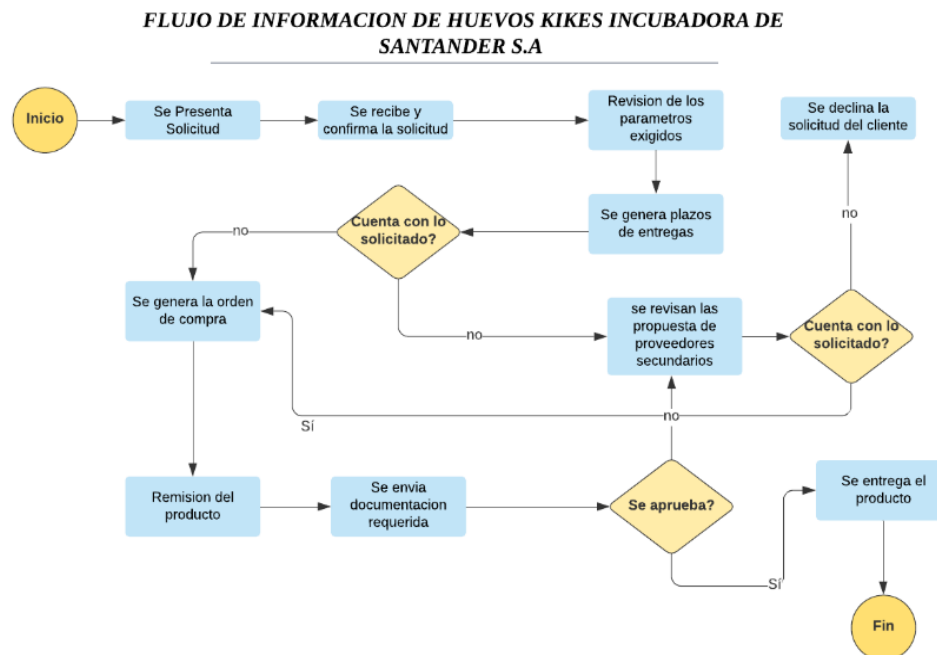 FLUJO DE INFORMACION DE HUEVOS KIKES INCUBADORA DE
SANTANDER S.A
Inicio
Se Presenta
Solicitud
Se recibe y
confirma la solicitud
Revision de los
parametros
exigidos
Se declina la
solicitud del cliente
Se genera plazos
de entregas
Cuenta con lo
solicitado?
no
no
Se genera la orden
de compra
no
se revisan las
propuesta de
proveedores
secundarios
Cuenta con lo
solicitado?
Sí
no
Remision del
producto
Se envia
documentacion
requerida
Se aprueba?
Se entrega el
producto
Sí
Fin